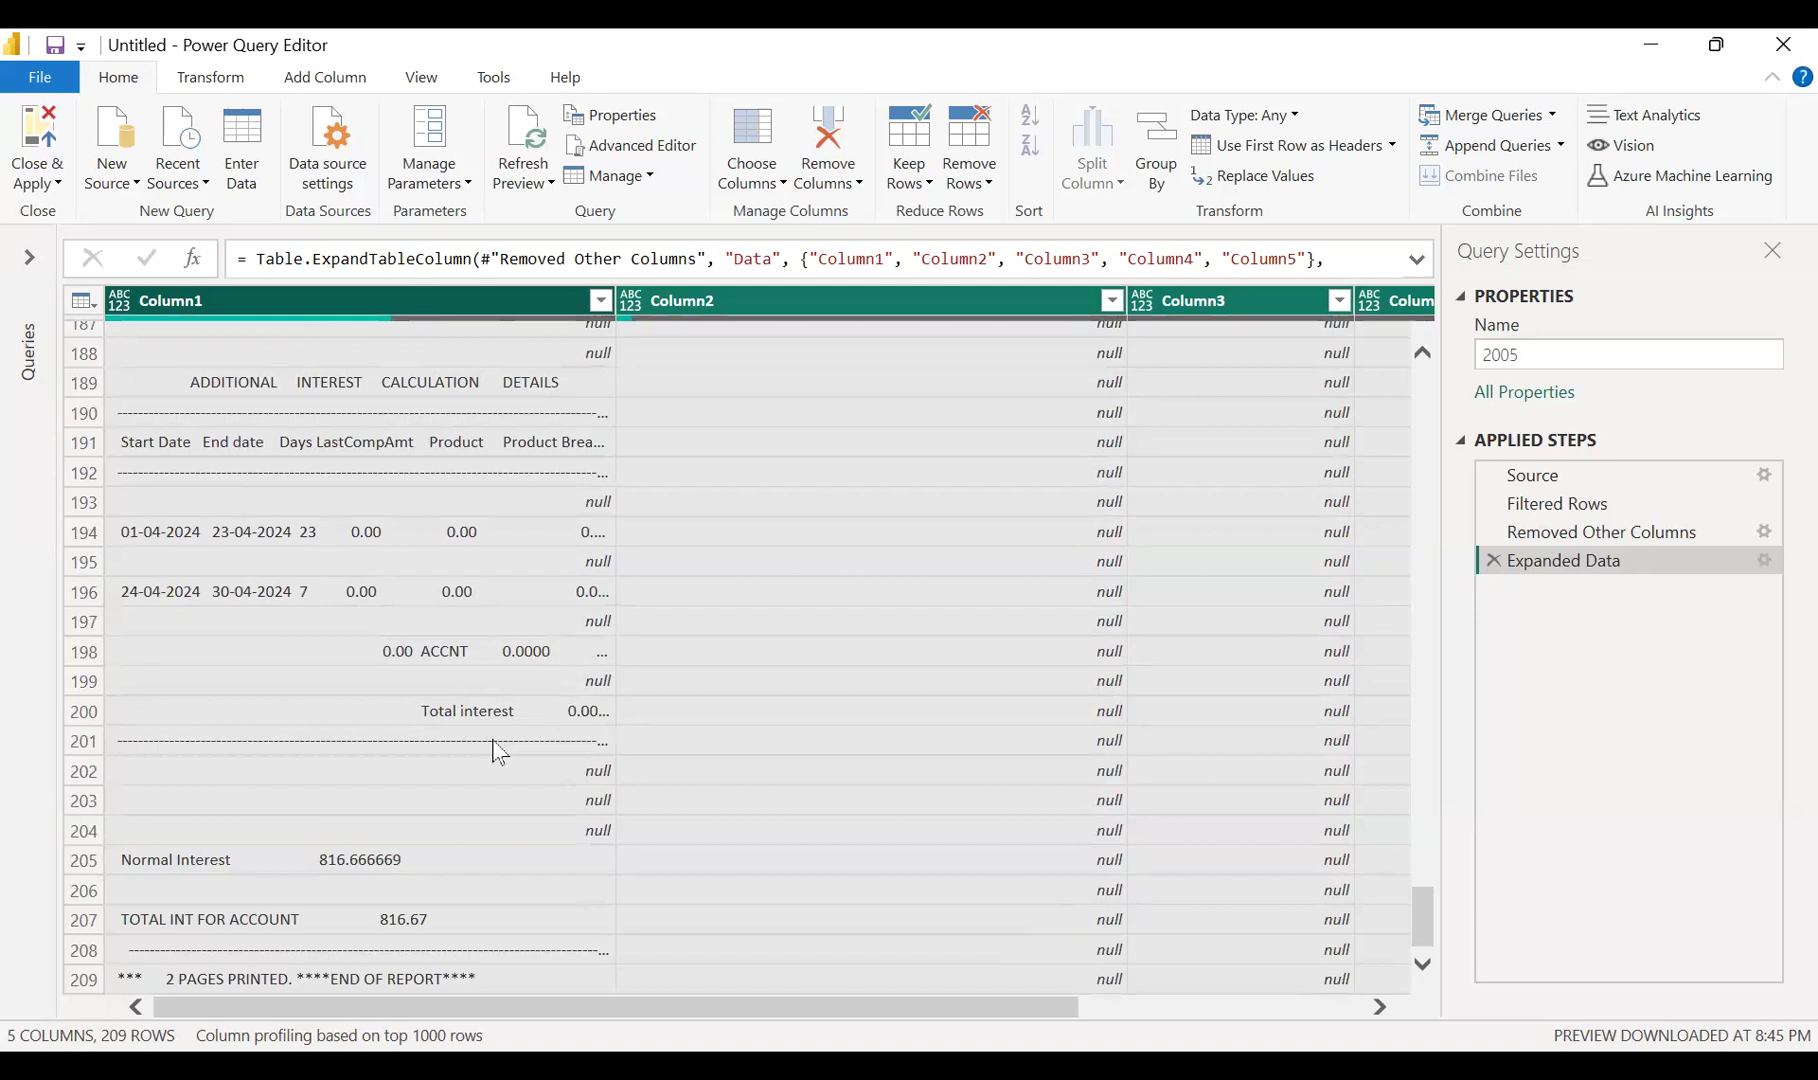 Untitled - Power Query Editor
File Home Transform Add Column View Tools Help
Close & Apply
Close
New Source
Recent Sources
Enter Data
New Query
Data source settings
Data Sources
Manage Parameters
Parameters
Refresh Preview
Properties
Advanced Editor
Manage
Query
Choose Columns
Remove Columns
Manage Columns
Keep Rows
Remove Rows
Reduce Rows
Sort
Split Column
Group By
Data Type: Any
Use First Row as Headers
Replace Values
Transform
Merge Queries
Append Queries
Combine Files
Combine
Text Analytics
Vision
Azure Machine Learning
AI Insights
Queries
fx = Table.ExpandTableColumn(#"Removed Other Columns", "Data", {"Column1", "Column2", "Column3", "Column4", "Column5"},
ABC 123 Column1 ABC 123 Column2 ABC 123 Column3 ABC 123 Colum
187 null null null
188 null null null
189 ADDITIONAL INTEREST CALCULATION DETAILS null null
190 --------------------------------------------------------------------------------------------... null null
191 Start Date End date Days LastCompAmt Product Product Brea... null null
192 --------------------------------------------------------------------------------------------... null null
193 null null null
194 01-04-2024 23-04-2024 23 0.00 0.00 0.... null null
195 null null null
196 24-04-2024 30-04-2024 7 0.00 0.00 0.0... null null
197 null null null
198 0.00 ACCNT 0.0000 ... null null
199 null null null
200 Total interest 0.00... null null
201 --------------------------------------------------------------------------------------------... null null
202 null null null
203 null null null
204 null null null
205 Normal Interest 816.666669 null null
206 null null
207 TOTAL INT FOR ACCOUNT 816.67 null null
208 ------------------------------------------------------------------------------------------... null null
209 *** 2 PAGES PRINTED. ****END OF REPORT**** null null
Query Settings
PROPERTIES
Name
2005
All Properties
APPLIED STEPS
Source
Filtered Rows
Removed Other Columns
Expanded Data
5 COLUMNS, 209 ROWS Column profiling based on top 1000 rows PREVIEW DOWNLOADED AT 8:45 PM